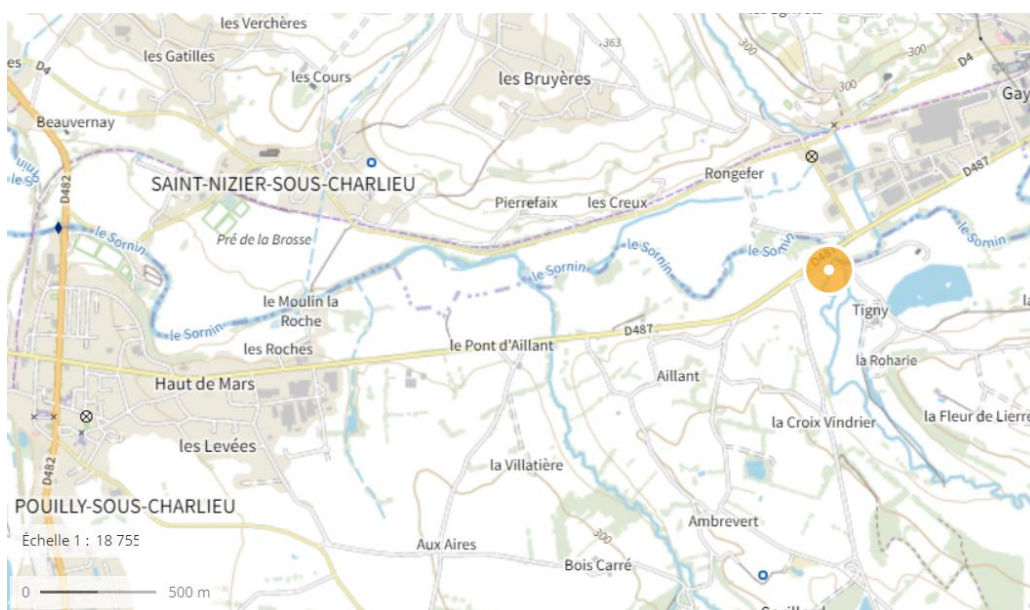 les Verchères
363
les Gatilles
300
es
D4
les Cours
les Bruyères
300
300
D4
Gay
Beauvernay
D482
SAINT-NIZIER-SOUS-CHARLIEU
Rongefer
D487
Pierrefaix
les Creux
le Sornin
Pré de la Brosse
le Sornin
le Sornin
le Sornin
le Sornin
D487
le Moulin la
Roche
Tigny
le Sornin
D487
les Roches
le Pont d'Aillant
la Roharie
Haut de Mars
Aillant
la Croix Vindrier
la Fleur de Lierre
les Levées
la Villatière
D482
POUILLY-SOUS-CHARLIEU
Ambrevert
300
Échelle 1 : 18 755
Aux Aires
Bois Carré
0 500 m